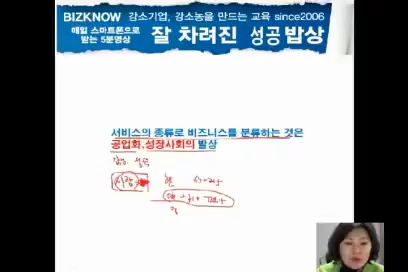 BIZKNOW 강소기업, 강소농을 만드는 교육 since2006
매일 스마트폰으로
받는 5분영상
잘 차려진 성공밥상
서비스의 종류로 비즈니스를 분류하는 것은
공업화,성장사회의 발상